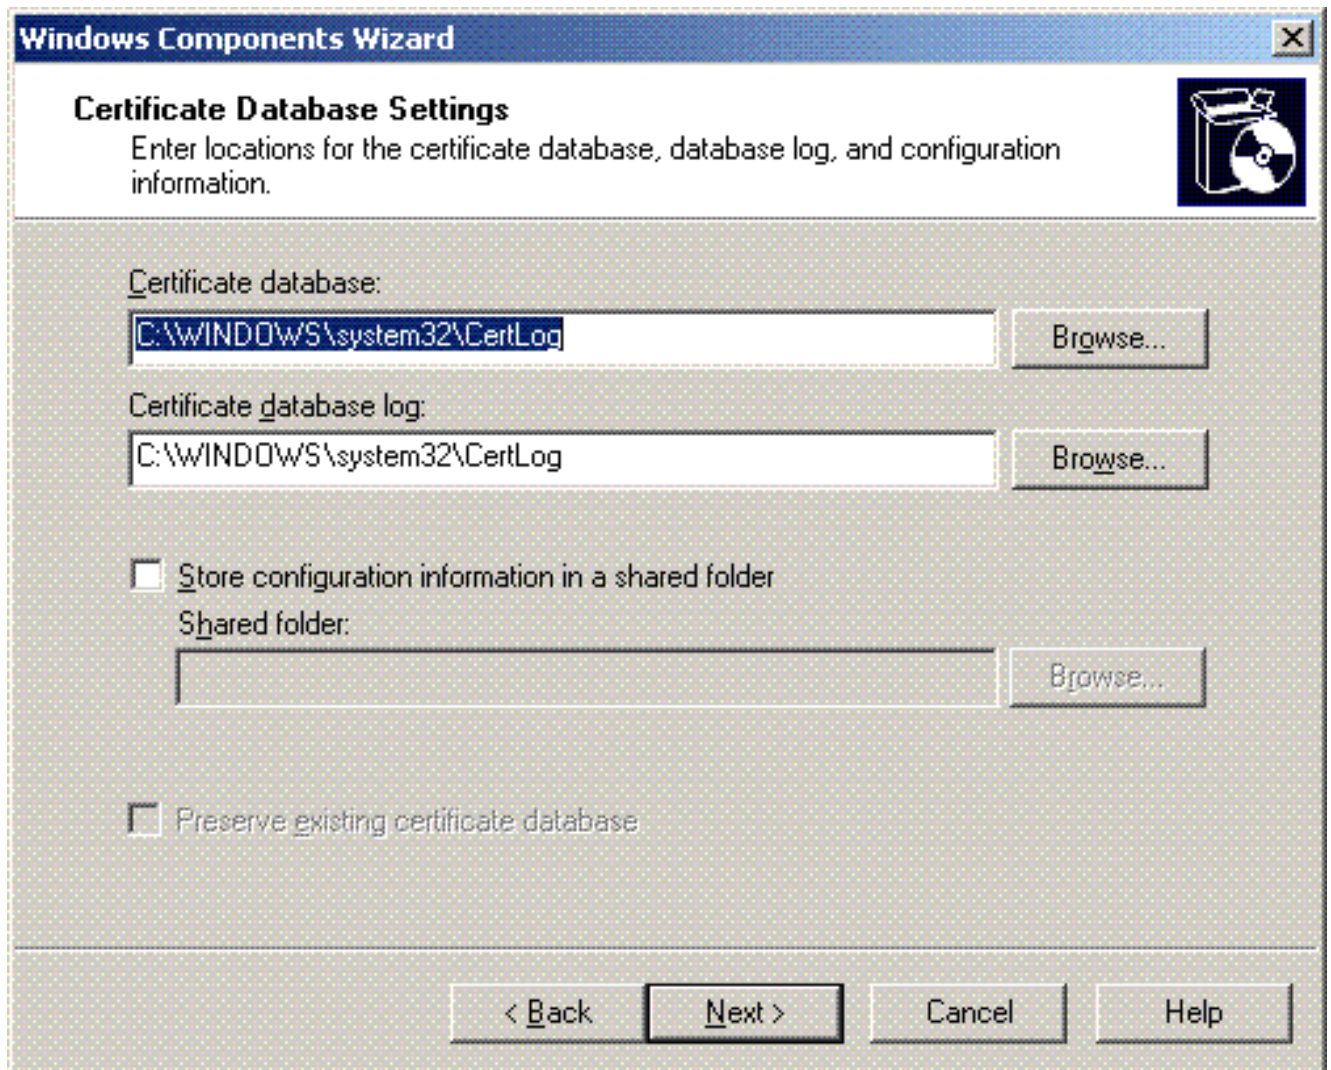 Windows Components Wizard
Certificate Database Settings
Enter locations for the certificate database, database log, and configuration
information.
Certificate database:
C:\WINDOWS\system32\CertLog
Browse...
Certificate database log:
C:\WINDOWS\system32\CertLog
Browse...
Store configuration information in a shared folder
Shared folder:
Browse...
Preserve existing certificate database
< Back
Next >
Cancel
Help